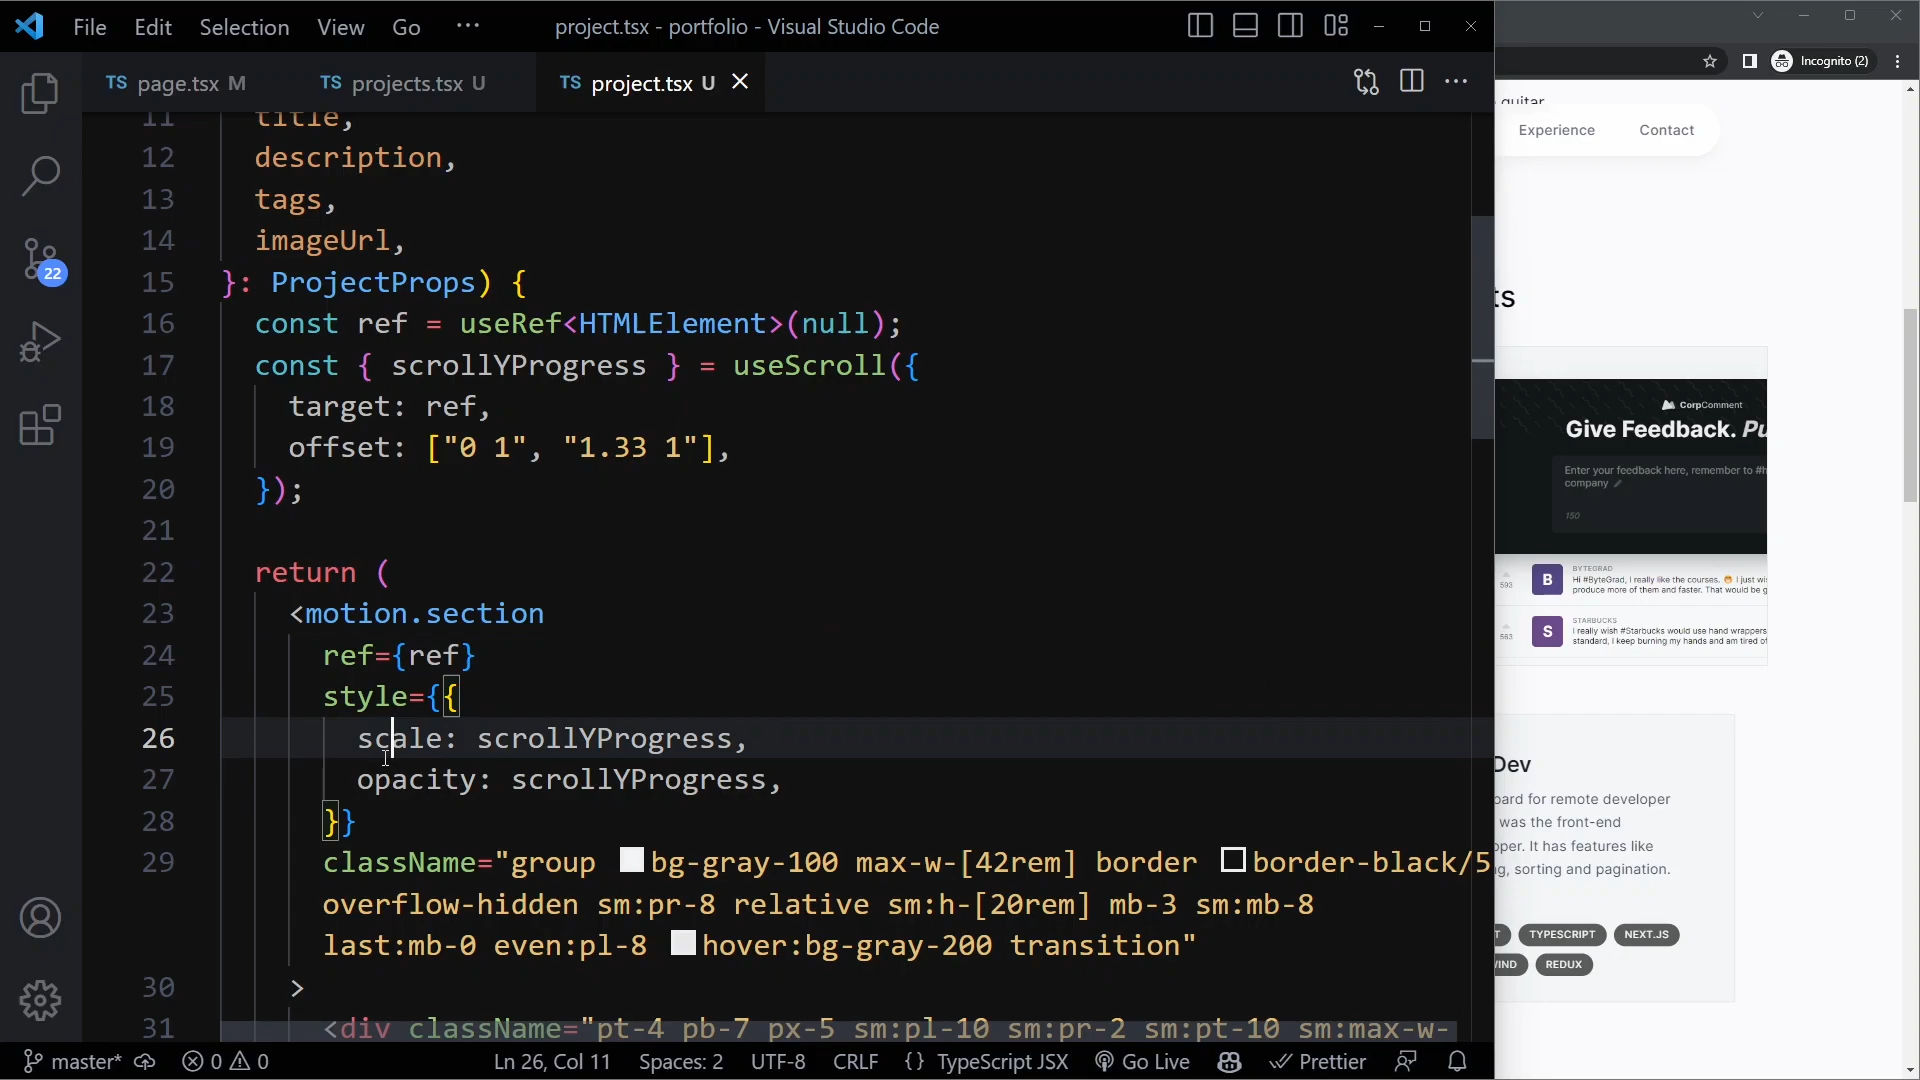 File Edit Selection View Go ··· project.tsx - portfolio - Visual Studio Code
TS page.tsx M TS projects.tsx U TS project.tsx U
11 title,
12 description,
13 tags,
14 imageUrl,
15 }: ProjectProps) {
16 const ref = useRef<HTMLElement>(null);
17 const { scrollYProgress } = useScroll({
18 target: ref,
19 offset: ["0 1", "1.33 1"],
20 });
21
22 return (
23 <motion.section
24 ref={ref}
25 style={{
26 scale: scrollYProgress,
27 opacity: scrollYProgress,
28 }}
29 className="group bg-gray-100 max-w-[42rem] border border-black/5
overflow-hidden sm:pr-8 relative sm:h-[20rem] mb-3 sm:mb-8
last:mb-0 even:pl-8 hover:bg-gray-200 transition"
30 >
31 <div className="pt-4 pb-7 px-5 sm:pl-10 sm:pr-2 sm:pt-10 sm:max-w-
22
master* 0 0 Ln 26, Col 11 Spaces: 2 UTF-8 CRLF {} TypeScript JSX Go Live Prettier
Incognito (2)
guitar
Experience Contact
ts
CorpComment
Give Feedback. Pu
Enter your feedback here, remember to #h
company
150
593 B BYTEGRAD
Hi #ByteGrad, I really like the courses. I just wi
produce more of them and faster. That would be g
563 S STARBUCKS
I really wish #Starbucks would use hand wrappers
standard, I keep burning my hands and am tired of
Dev
oard for remote developer
was the front-end
oper. It has features like
g, sorting and pagination.
T TYPESCRIPT NEXT.JS
IND REDUX